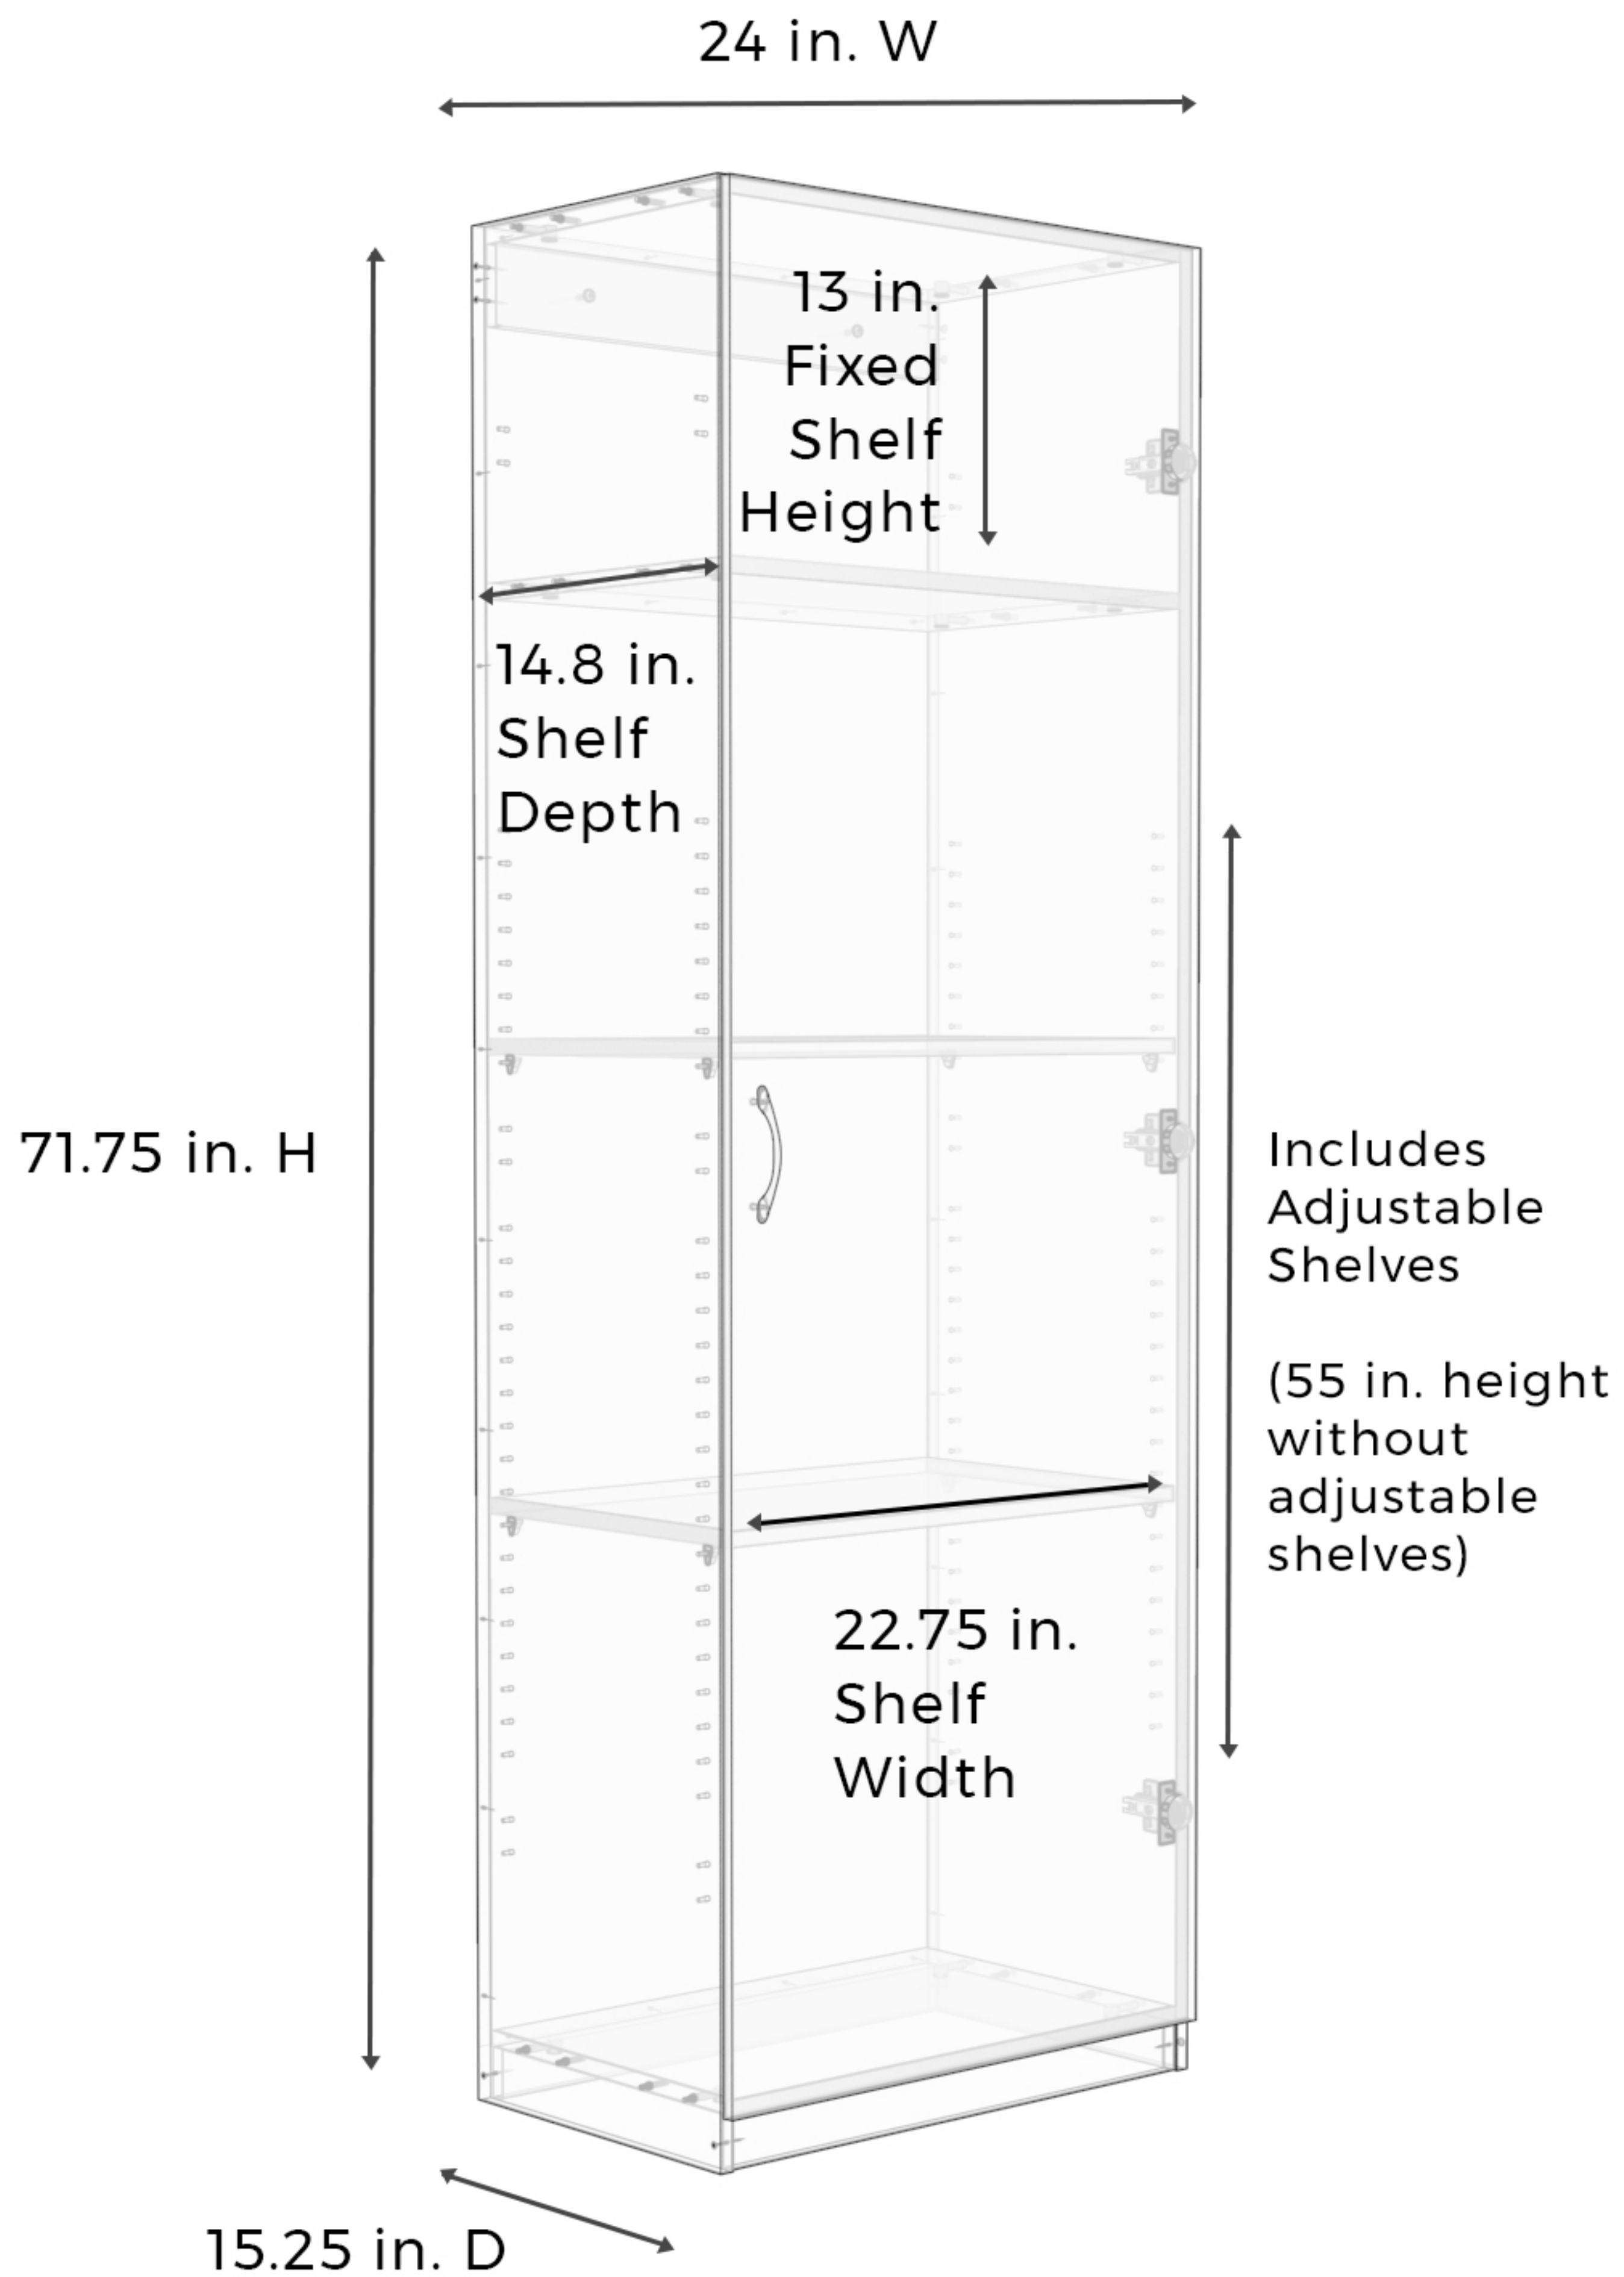 24 in. W
13 in.
Fixed
Shelf
Height
14.8 in.
Shelf
Depth
71.75 in. H
Includes
Adjustable
Shelves
(55 in. height
without
adjustable
shelves)
22.75 in.
Shelf
Width
15.25 in. D